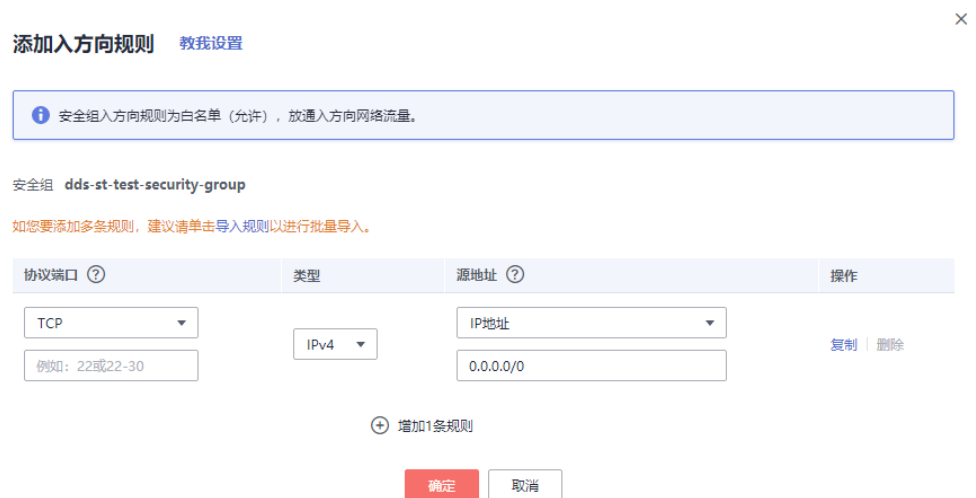 添加入方向规则 教我设置
安全组入方向规则为白名单（允许），放通入方向网络流量。
安全组 dds-st-test-security-group
如您要添加多条规则，建议请单击导入规则以进行批量导入。
协议端口 类型 源地址 操作
TCP IPv4 IP地址 复制 删除
例如：22或22-30 0.0.0.0/0
增加1条规则
确定 取消